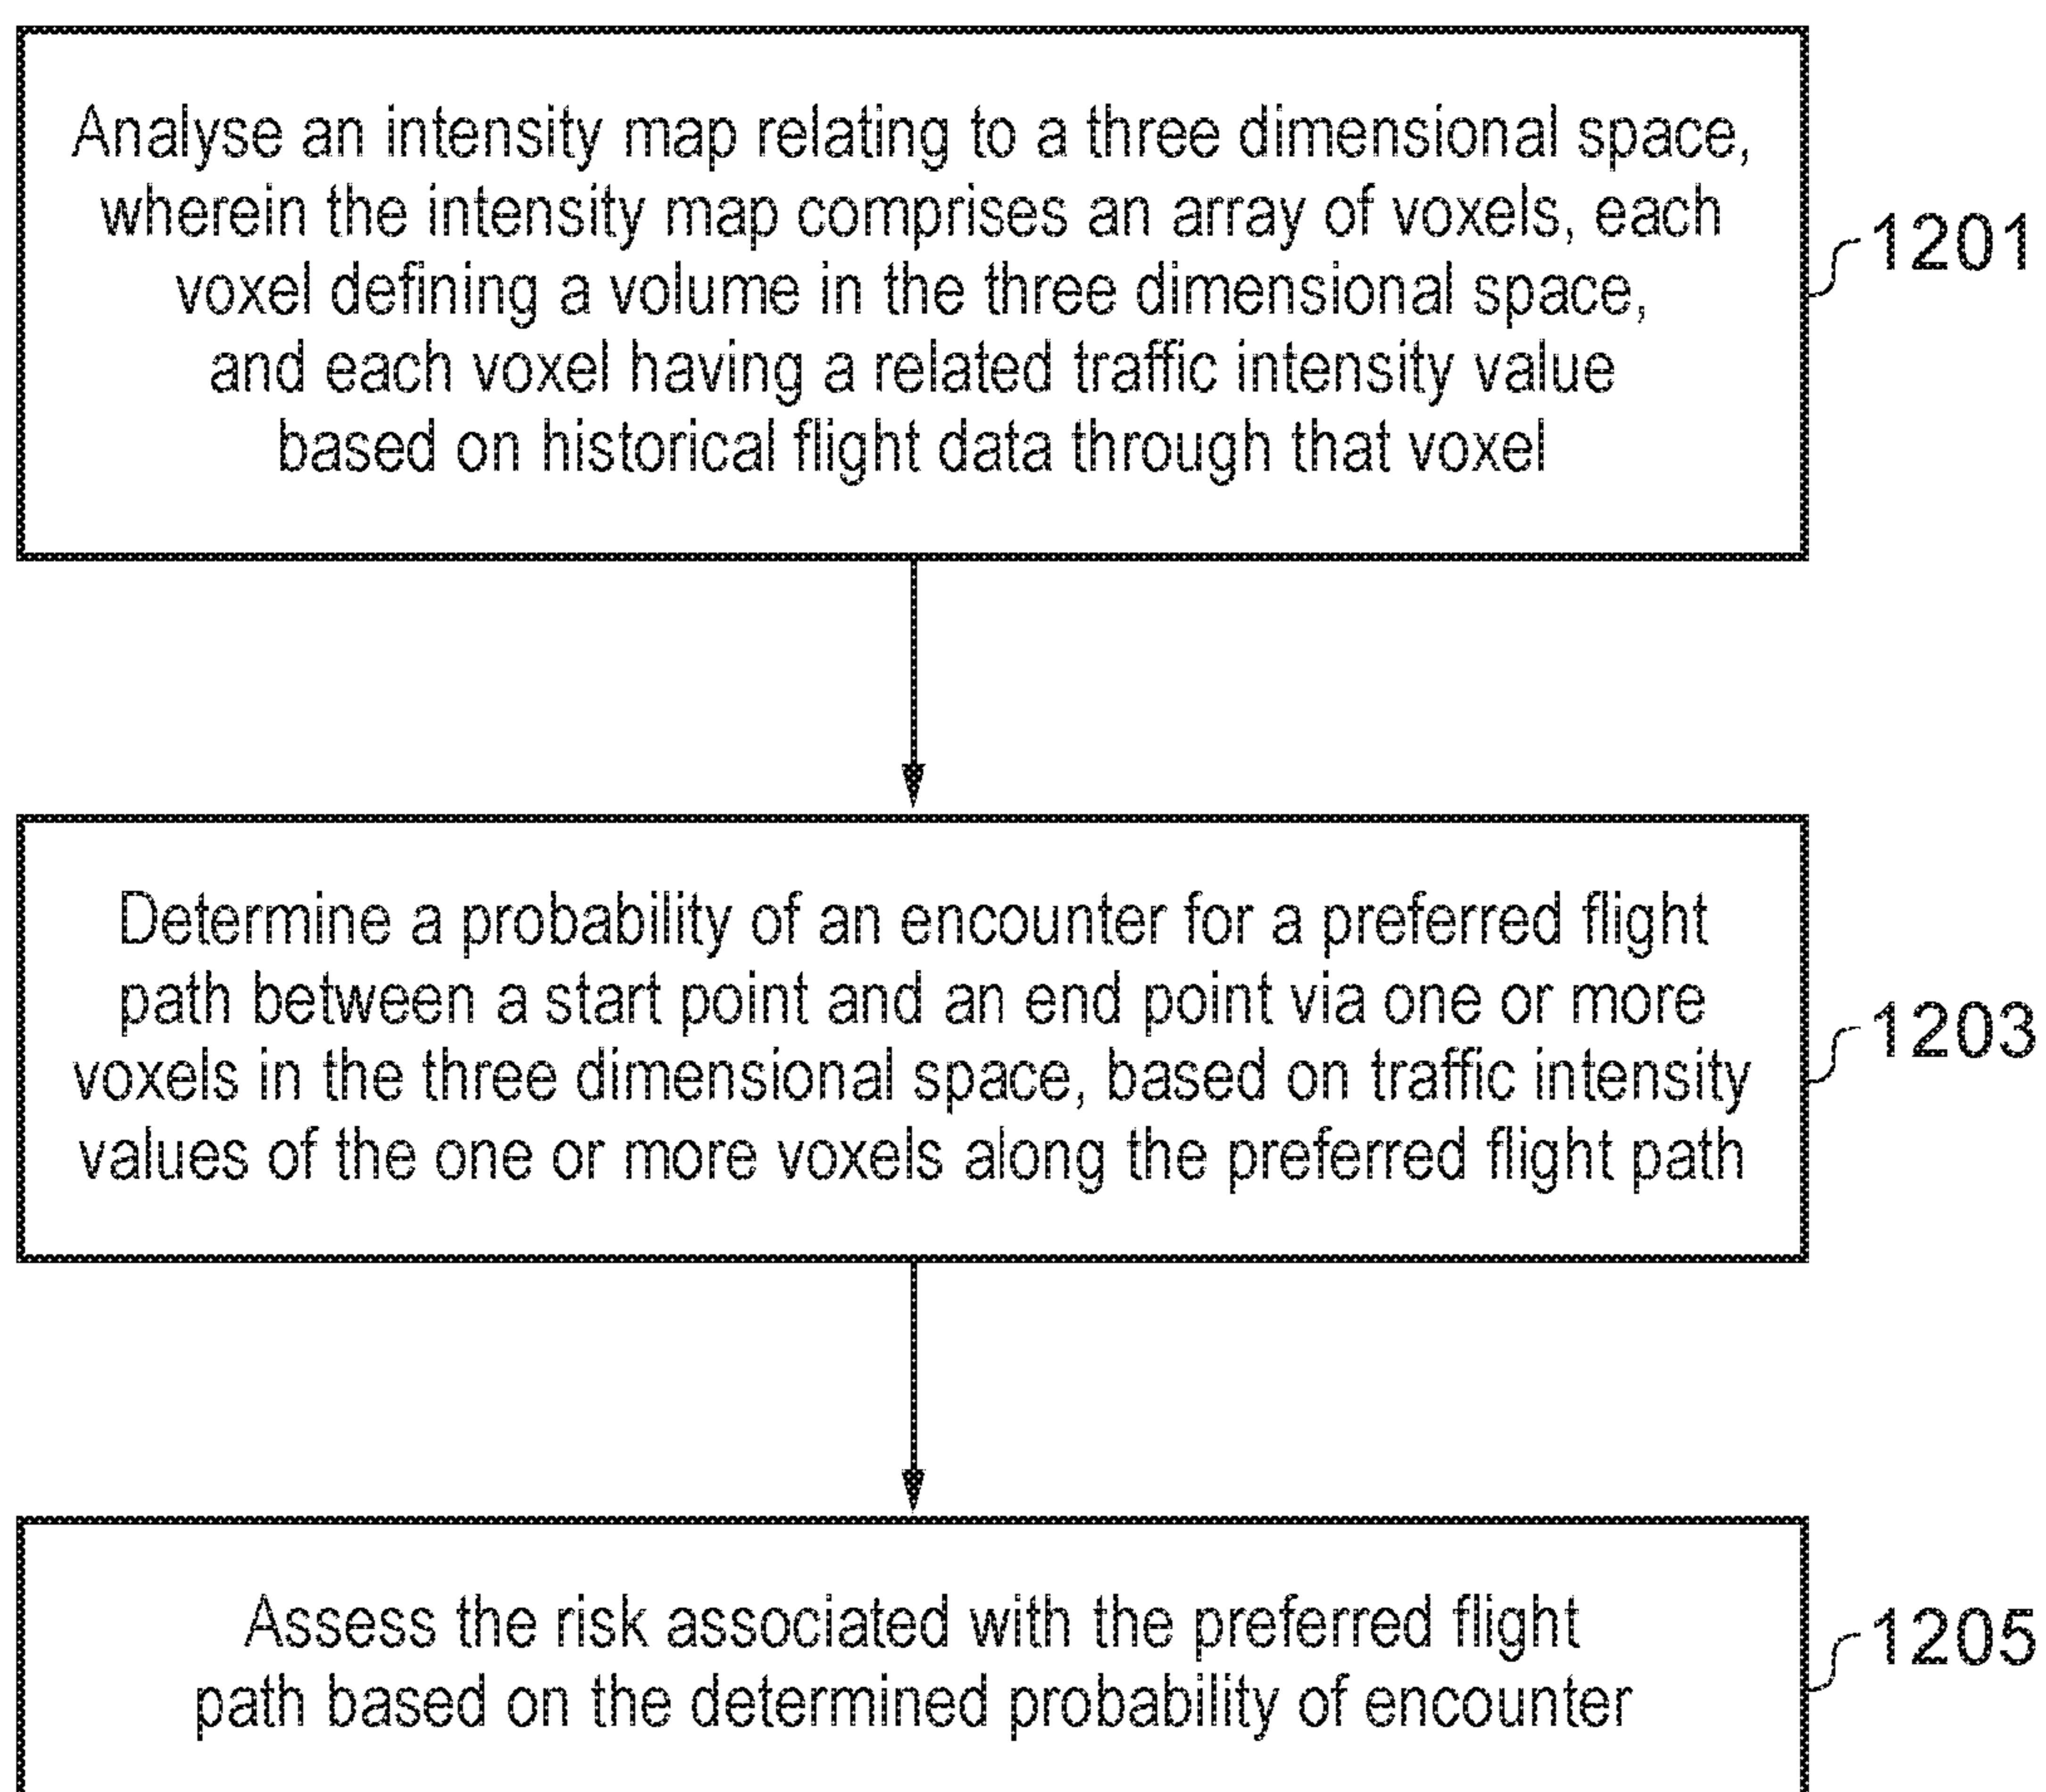 Analyse an intensity map relating to a three dimensional space,
wherein the intensity map comprises an array of voxels, each
voxel defining a volume in the three dimensional space,
and each voxel having a related traffic intensity value
based on historical flight data through that voxel
1201
Determine a probability of an encounter for a preferred flight
path between a start point and an end point via one or more
voxels in the three dimensional space, based on traffic intensity
values of the one or more voxels along the preferred flight path
1203
Assess the risk associated with the preferred flight
path based on the determined probability of encounter
1205